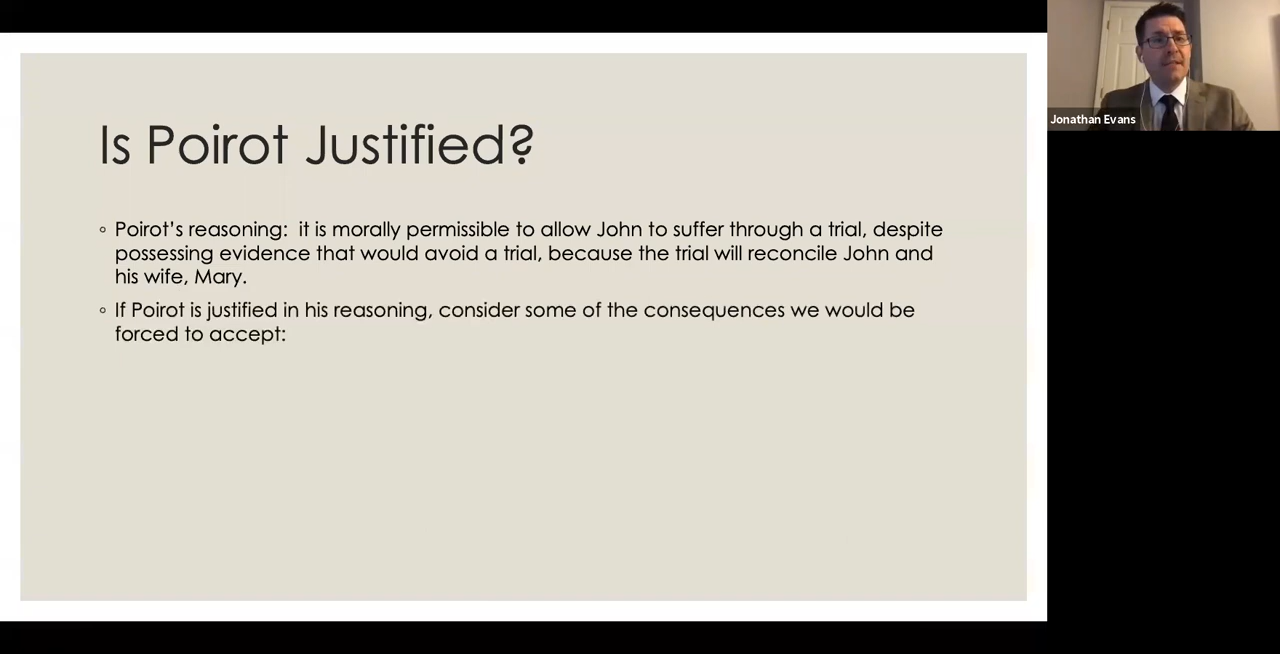 Is Poirot Justified?
◦ Poirot's reasoning:  it is morally permissible to allow John to suffer through a trial, despite
possessing evidence that would avoid a trial, because the trial will reconcile John and
his wife, Mary.
◦ If Poirot is justified in his reasoning, consider some of the consequences we would be
forced to accept:
Jonathan Evans